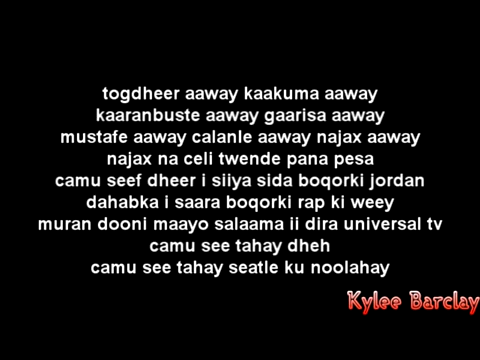 togdheer aaway kaakuma aaway
kaaranbuste aaway gaarisa aaway
mustafe aaway calanle aaway najax aaway
najax na celi twende pana pesa
camu seef dheer i siiya sida boqorki jordan
dahabka i saara boqorki rap ki weey
muran dooni maayo salaama ii dira universal tv
camu see tahay dheh
camu see tahay seatle ku noolahay
Kylee Barclay